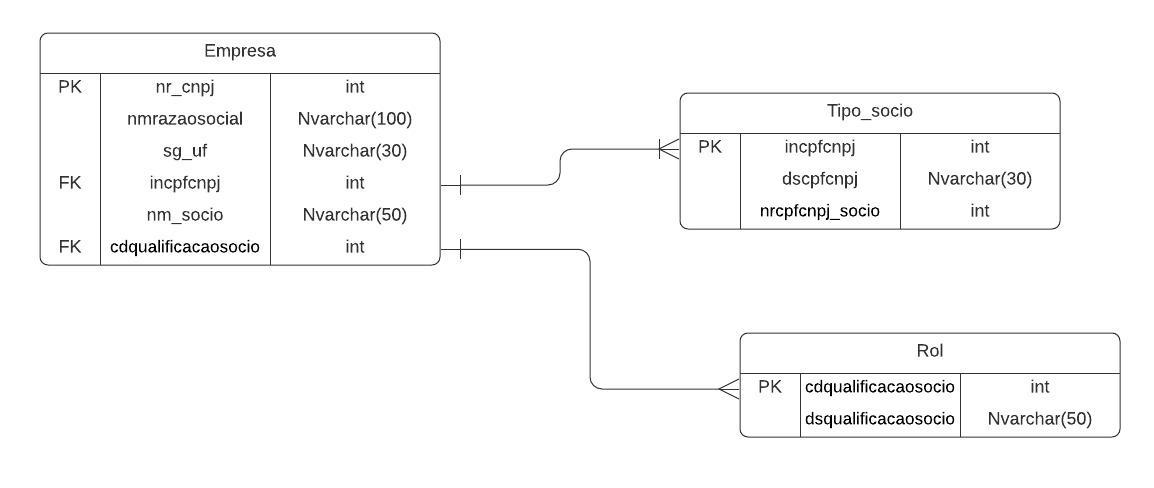 Empresa
PK nr_cnpj int
nmrazaosocial Nvarchar(100)
sg_uf Nvarchar(30)
FK incpfcnpj int
nm_socio Nvarchar(50)
FK cdqualificacaosocio int
Tipo_socio
PK incpfcnpj int
dscpfcnpj Nvarchar(30)
nrcpfcnpj_socio int
Rol
PK cdqualificacaosocio int
dsqualificacaosocio Nvarchar(50)